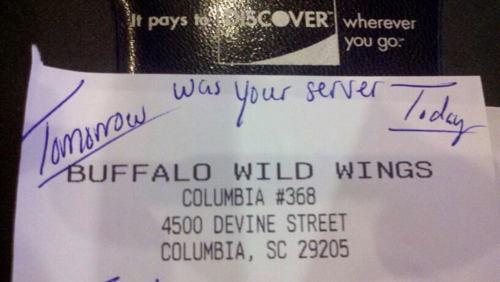 It pays to DISCOVER wherever
you go.
Tomorrow was your server Today
BUFFALO WILD WINGS
COLUMBIA #368
4500 DEVINE STREET
COLUMBIA, SC 29205